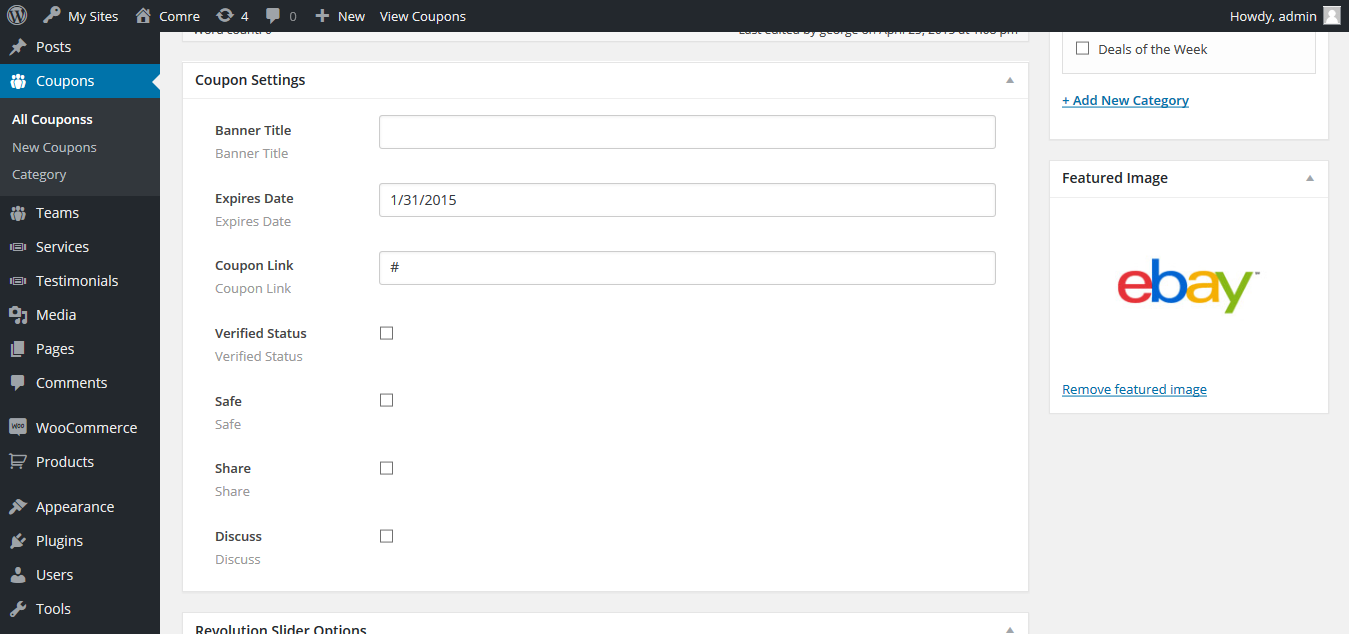 My Sites
Comre
4
0
New
View Coupons
Howdy, admin
Posts
Coupons
All Couponss
New Coupons
Category
Teams
Services
Testimonials
Media
Pages
Comments
WOO
WooCommerce
Products
Appearance
Plugins
Users
Tools
Word count: 0
Last edited by george on April 25, 2015 at 1:08 pm
Coupon Settings
Banner Title
Banner Title
Expires Date
1/31/2015
Expires Date
Coupon Link
#
Coupon Link
Verified Status
Verified Status
Safe
Safe
Share
Share
Discuss
Discuss
Revolution Slider Options
Deals of the Week
+ Add New Category
Featured Image
ebay™
Remove featured image